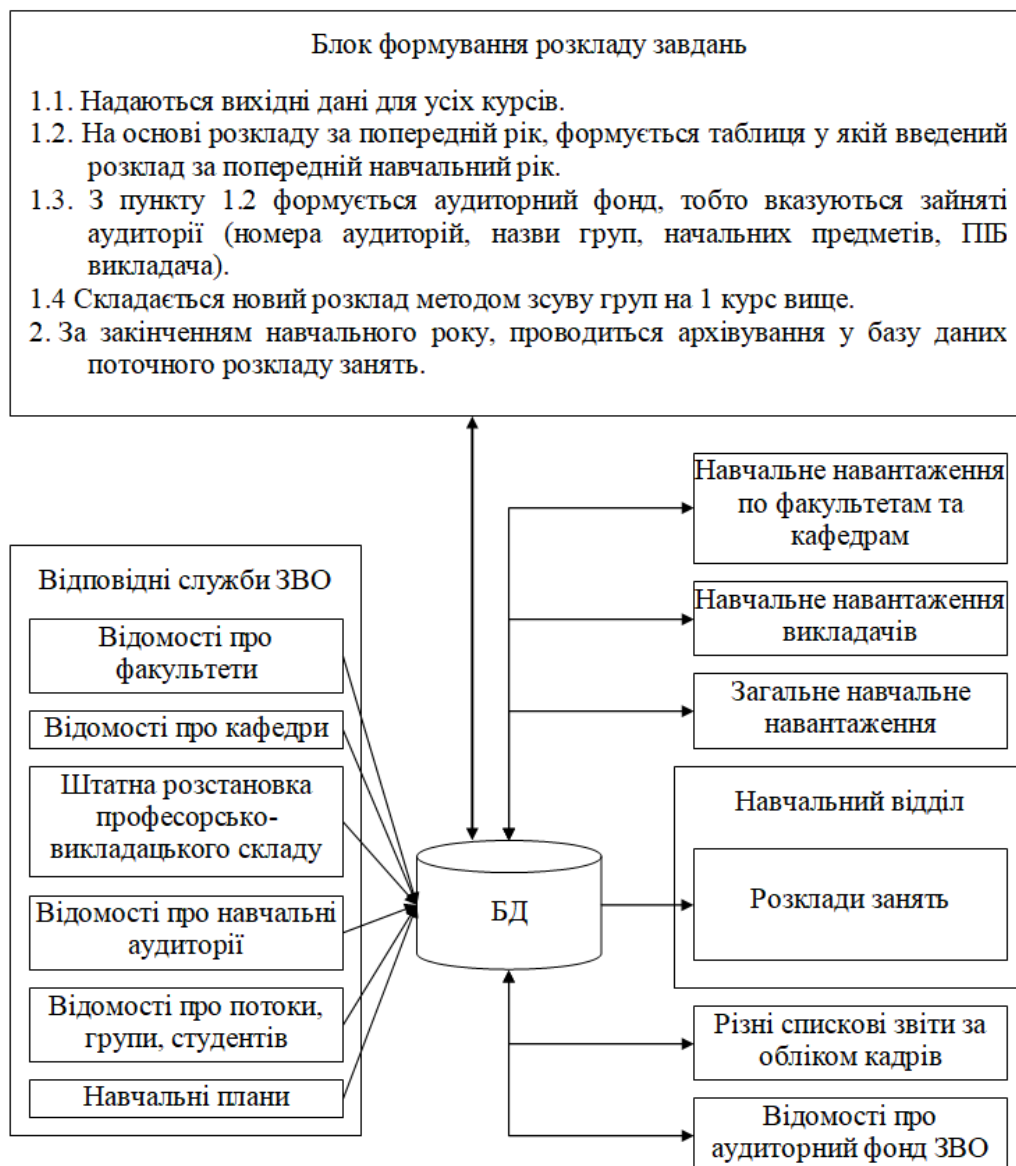 Блок формування розкладу завдань
1.1. Надаються вихідні дані для усіх курсів.
1.2. На основі розкладу за попередній рік, формується таблиця у якій введений
розклад за попередній навчальний рік.
1.3. З пункту 1.2 формується аудиторний фонд, тобто вказуються зайняті
аудиторії (номера аудиторій, назви груп, начальних предметів, ПІБ
викладача).
1.4 Складається новий розклад методом зсуву груп на 1 курс вище.
2. За закінченням навчального року, проводиться архівування у базу даних
поточного розкладу занять.
Відповідні служби ЗВО
Відомості про
факультети
Відомості про кафедри
Штатна розстановка
професорсько-
викладацького складу
Відомості про навчальні
аудиторії
Відомості про потоки,
групи, студентів
Навчальні плани
БД
Навчальне навантаження
по факультетам та
кафедрам
Навчальне навантаження
викладачів
Загальне навчальне
навантаження
Навчальний відділ
Розклади занять
Різні спискові звіти за
обліком кадрів
Відомості про
аудиторний фонд ЗВО